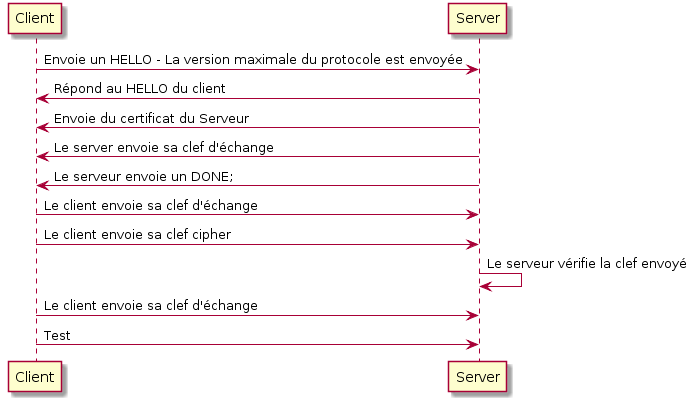 Client
Server
Envoie un HELLO - La version maximale du protocole est envoyée
Répond au HELLO du client
Envoie du certificat du Serveur
Le server envoie sa clef d'échange
Le serveur envoie un DONE;
Le client envoie sa clef d'échange
Le client envoie sa clef cipher
Le serveur vérifie la clef envoyé
Le client envoie sa clef d'échange
Test
Client
Server